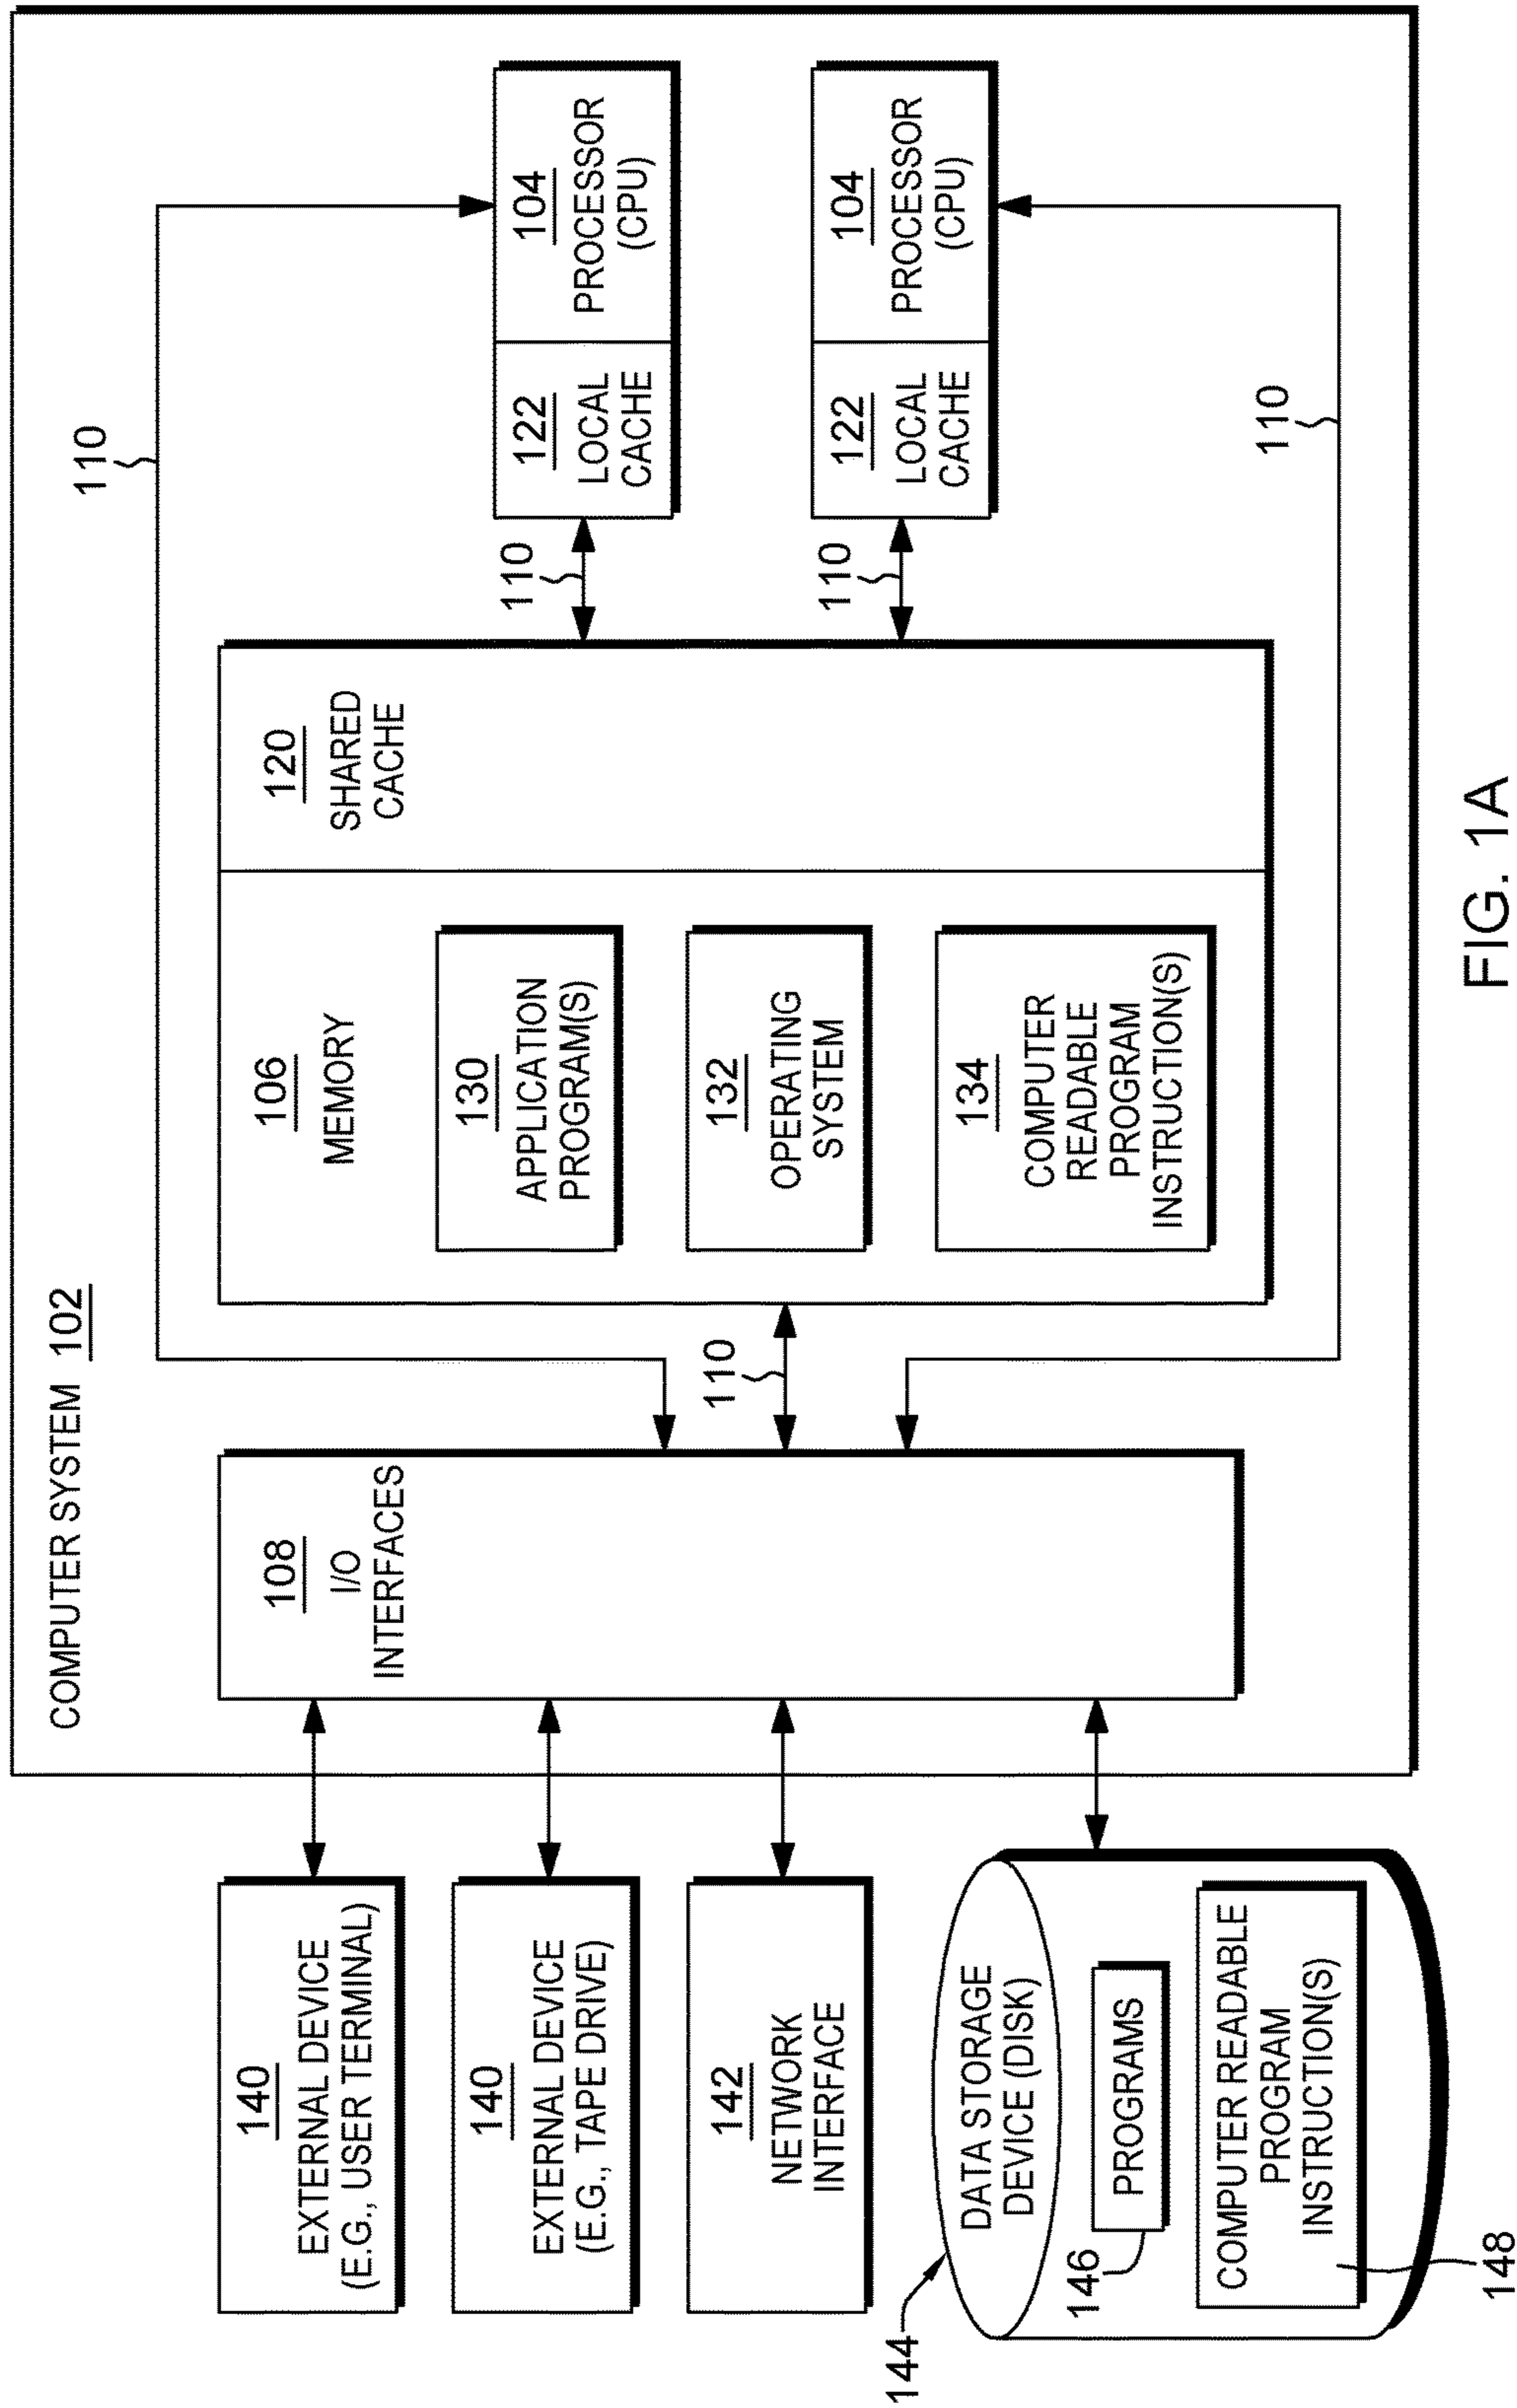 COMPUTER SYSTEM 102
140
EXTERNAL DEVICE
(E.G., USER TERMINAL)
140
EXTERNAL DEVICE
(E.G., TAPE DRIVE)
142
NETWORK
INTERFACE
144
DATA STORAGE
DEVICE (DISK)
146
PROGRAMS
COMPUTER READABLE
PROGRAM
INSTRUCTION(S)
148
108
I/O
INTERFACES
110
110
110
106
MEMORY
130
APPLICATION
PROGRAM(S)
132
OPERATING
SYSTEM
134
COMPUTER
READABLE
PROGRAM
INSTRUCTION(S)
120
SHARED
CACHE
110
110
122
LOCAL
CACHE
104
PROCESSOR
(CPU)
122
LOCAL
CACHE
104
PROCESSOR
(CPU)
FIG. 1A